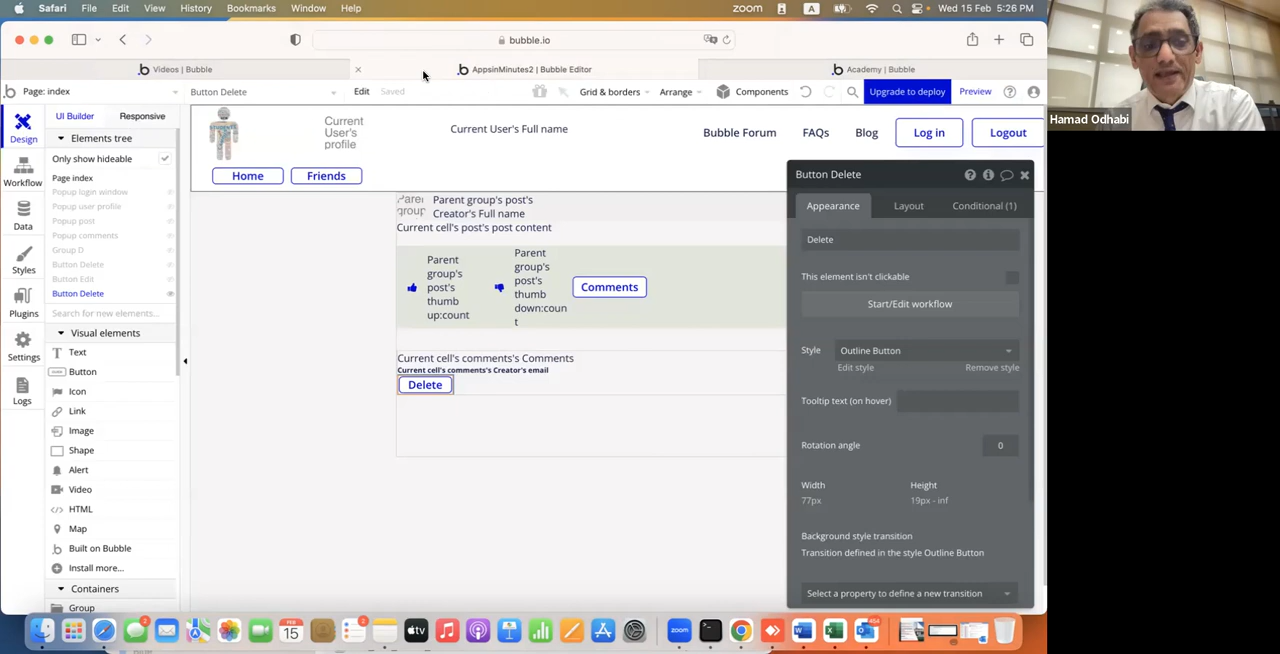 Safari File Edit View History Bookmarks Window Help zoom A Wed 15 Feb 5:26 PM
bubble.io
Videos | Bubble AppsinMinutes2 | Bubble Editor Academy | Bubble
Page: index Button Delete Edit Saved Grid & borders Arrange Components Upgrade to deploy Preview
Design
Workflow
Data
Styles
Plugins
Settings
Logs
UI Builder Responsive
Elements tree
Only show hideable
Page index
Popup login window
Popup user profile
Popup post
Popup comments
Group D
Button Delete
Button Edit
Button Delete
Search for new elements...
Visual elements
Text
Button
Icon
Link
Image
Shape
Alert
Video
HTML
Map
Built on Bubble
Install more...
Containers
Group
Current
User's
profile
Current User's Full name
Bubble Forum FAQs Blog Log in Logout
Home Friends
Parent
group's
Parent group's post's
Creator's Full name
Current cell's post's post content
Parent
group's
post's
thumb
up:count
Parent
group's
post's
thumb
down:coun
t
Comments
Current cell's comments's Comments
Current cell's comments's Creator's email
Delete
Button Delete
Appearance Layout Conditional (1)
Delete
This element isn't clickable
Start/Edit workflow
Style Outline Button
Edit style Remove style
Tooltip text (on hover)
Rotation angle 0
Width Height
77px 19px - inf
Background style transition
Transition defined in the style Outline Button
Select a property to define a new transition
Hamad Odhabi
FEB
15
2
2
tv
zoom